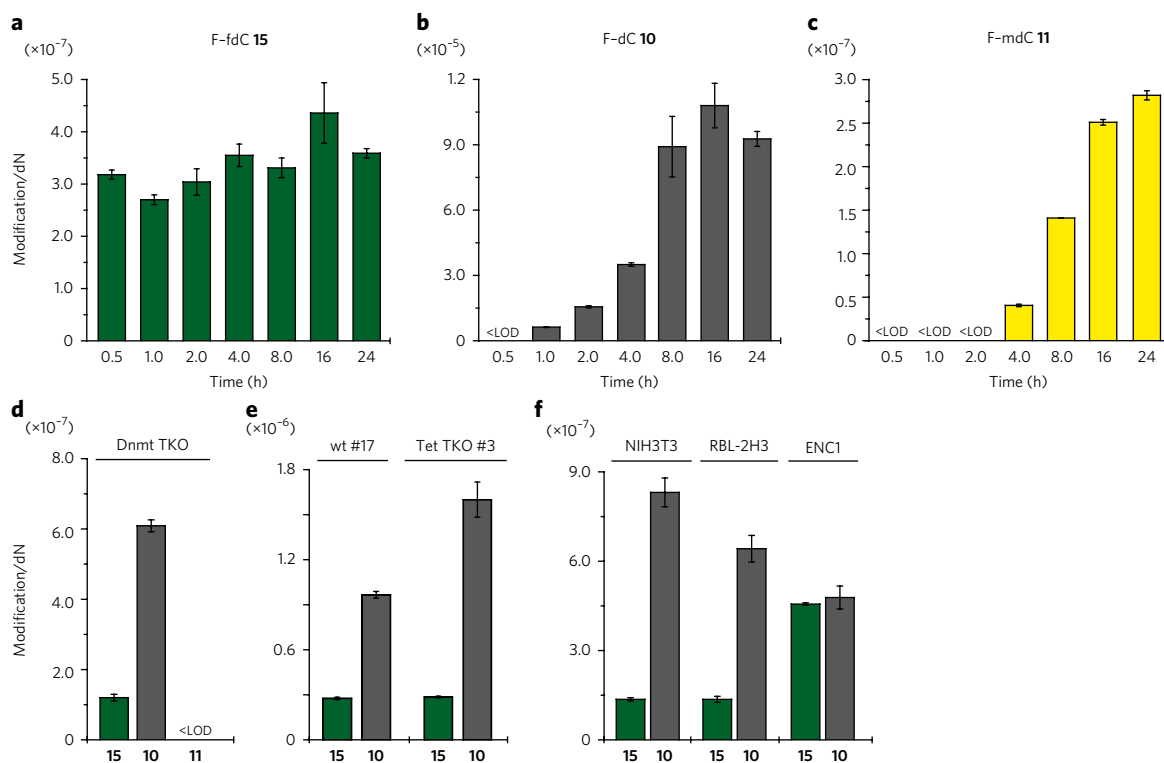 a
F–fdC 15
(×10–7)
5.0
4.0
3.0
2.0
1.0
0
Modification/dN
0.5 1.0 2.0 4.0 8.0 16 24
Time (h)
b
F–dC 10
(×10–5)
1.2
9.0
6.0
3.0
0
<LOD
0.5 1.0 2.0 4.0 8.0 16 24
Time (h)
c
F–mdC 11
(×10–7)
3.0
2.5
1.5
0.5
0
<LOD <LOD <LOD
0.5 1.0 2.0 4.0 8.0 16 24
Time (h)
d
(×10–7)
Dnmt TKO
8.0
6.0
4.0
2.0
0
Modification/dN
<LOD
15 10 11
e
(×10–6)
wt #17 Tet TKO #3
1.8
1.2
0.6
0
15 10 15 10
f
(×10–7)
NIH3T3 RBL-2H3 ENC1
9.0
6.0
3.0
0
15 10 15 10 15 10